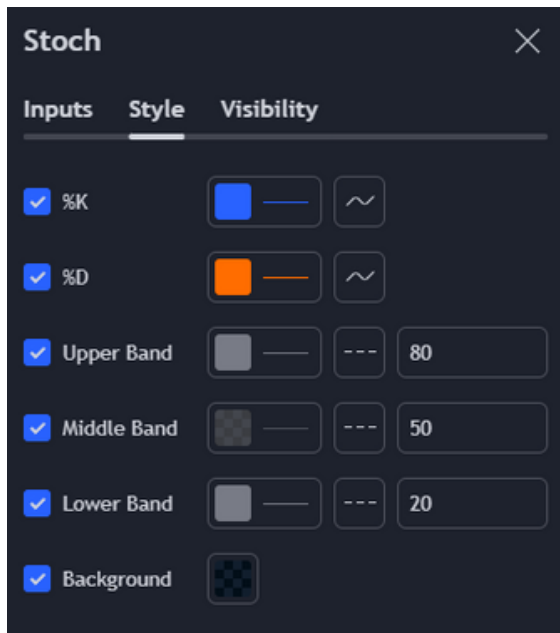 Stoch
Inputs Style Visibility
%K
%D
Upper Band 80
Middle Band 50
Lower Band 20
Background